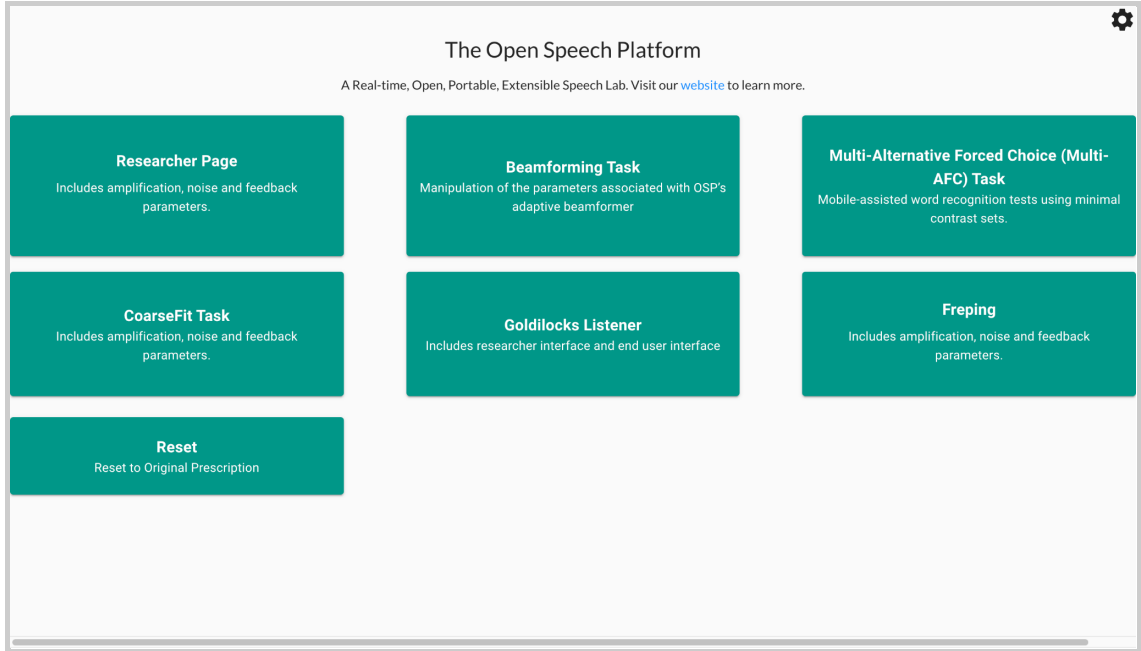 The Open Speech Platform
A Real-time, Open, Portable, Extensible Speech Lab. Visit our website to learn more.
Researcher Page
Includes amplification, noise and feedback
parameters.
Beamforming Task
Manipulation of the parameters associated with OSP's
adaptive beamformer
Multi-Alternative Forced Choice (Multi-
AFC) Task
Mobile-assisted word recognition tests using minimal
contrast sets.
CoarseFit Task
Includes amplification, noise and feedback
parameters.
Goldilocks Listener
Includes researcher interface and end user interface
Freping
Includes amplification, noise and feedback
parameters.
Reset
Reset to Original Prescription